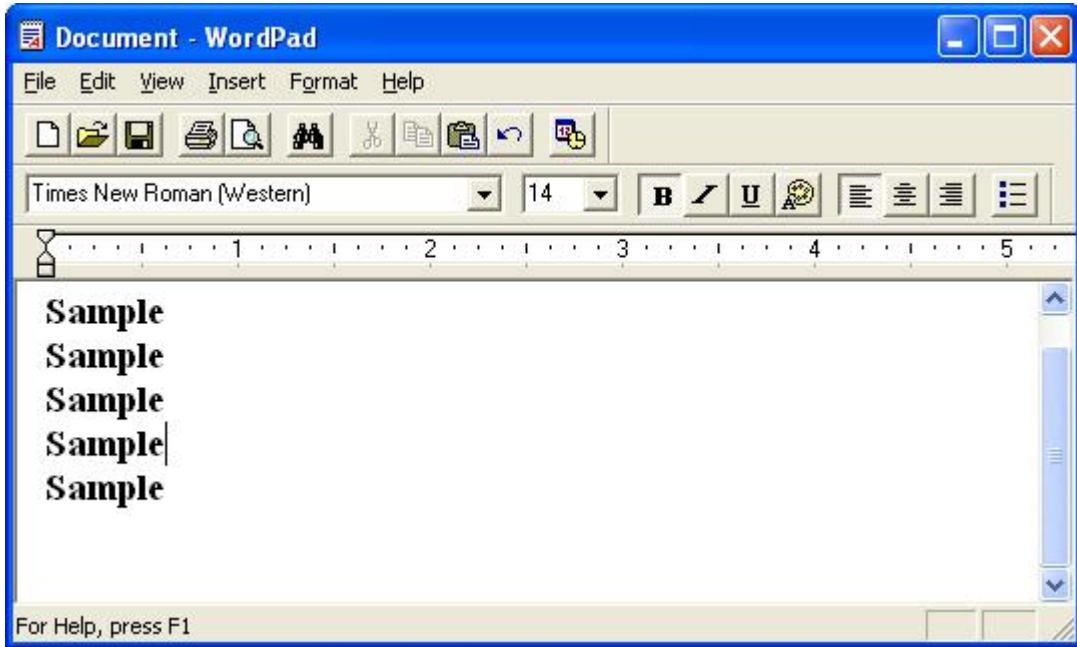 Document - WordPad
File Edit View Insert Format Help
Times New Roman (Western) 14 B I U
1 2 3 4 5
Sample
Sample
Sample
Sample
Sample
For Help, press F1